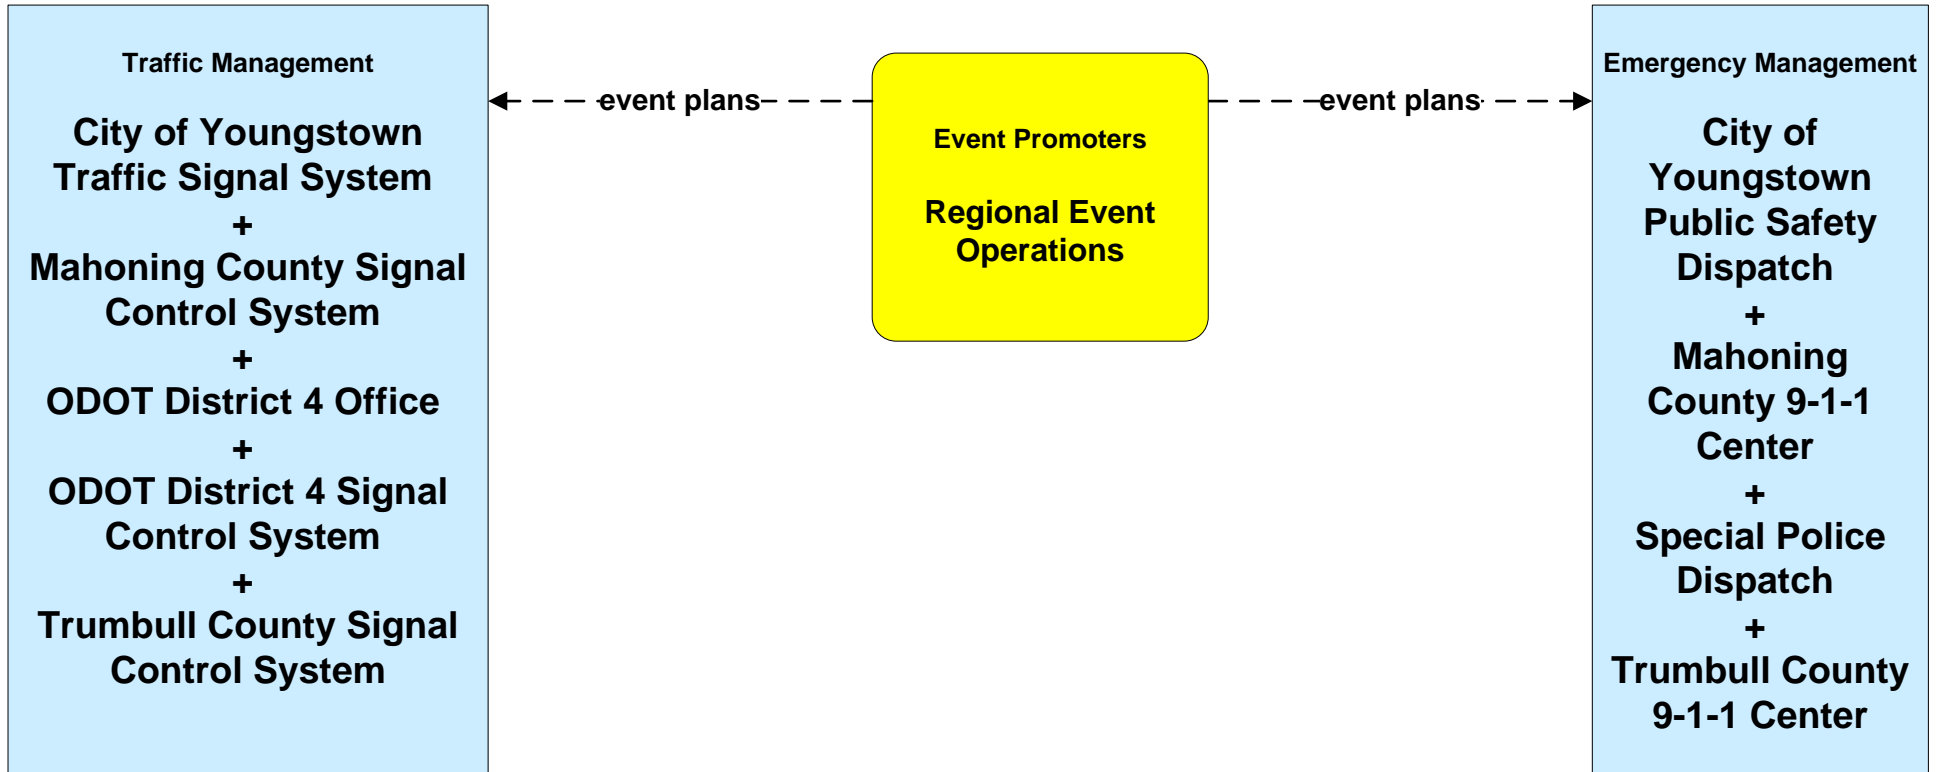 Traffic Management
City of Youngstown
Traffic Signal System
+
Mahoning County Signal
Control System
+
ODOT District 4 Office
+
ODOT District 4 Signal
Control System
+
Trumbull County Signal
Control System
event plans
Event Promoters
Regional Event
Operations
event plans
Emergency Management
City of
Youngstown
Public Safety
Dispatch
+
Mahoning
County 9-1-1
Center
+
Special Police
Dispatch
+
Trumbull County
9-1-1 Center